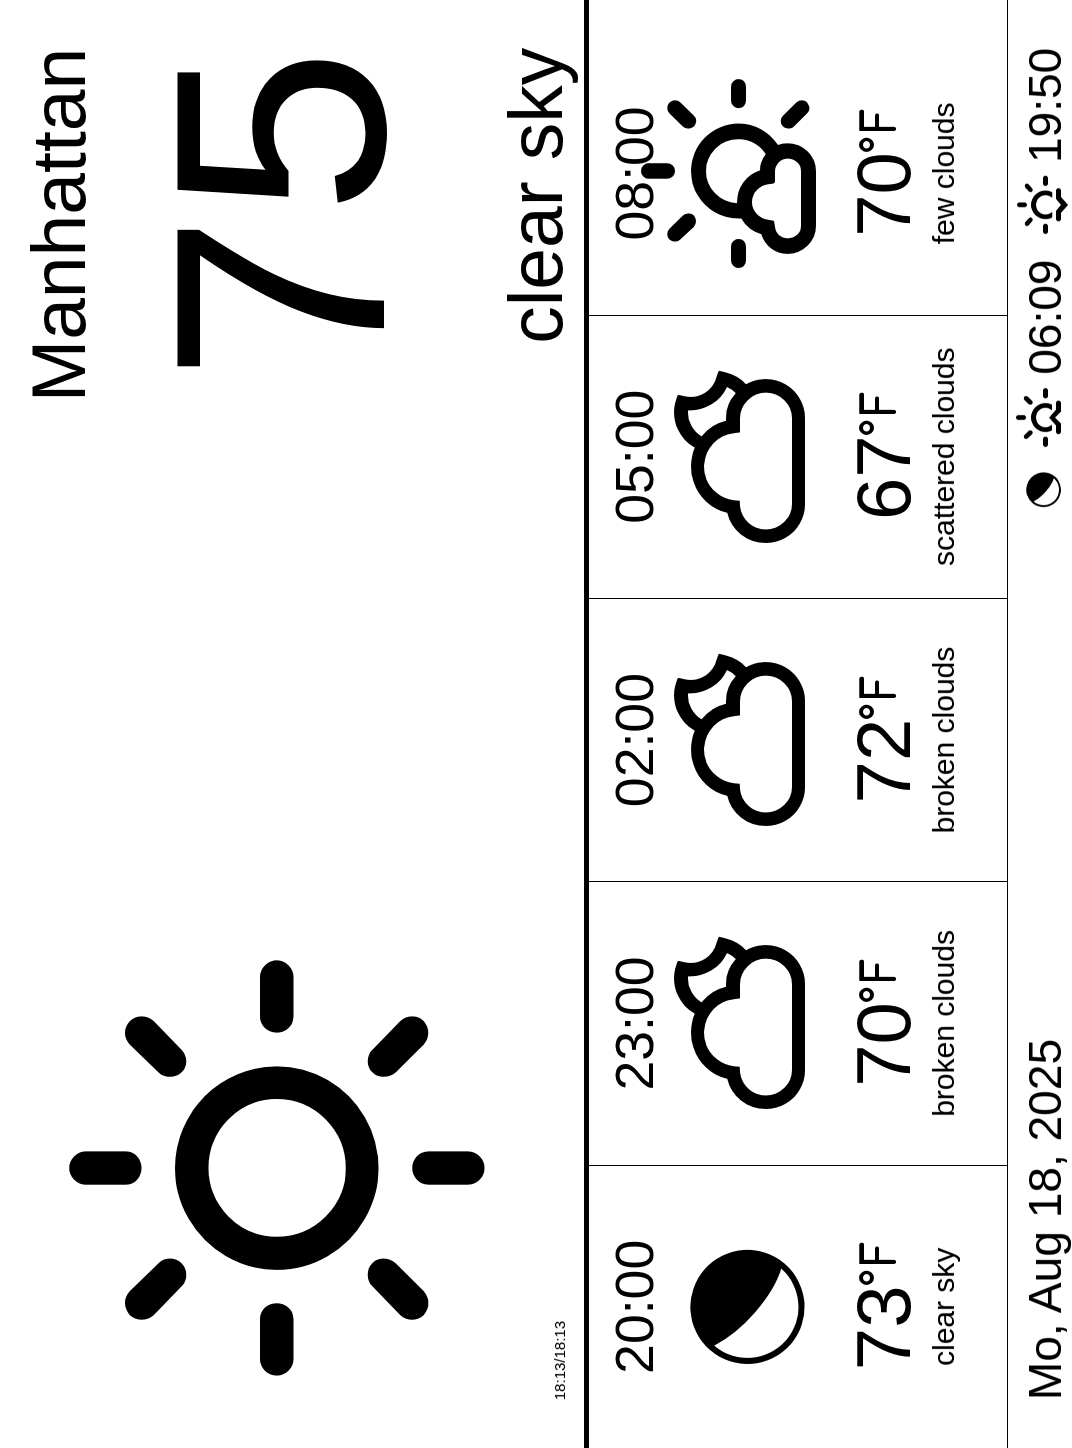 Manhattan
75
clear sky
18:13/18:13
20:00
73°F
clear sky
23:00
70°F
broken clouds
02:00
72°F
broken clouds
05:00
67°F
scattered clouds
08:00
70°F
few clouds
Mo, Aug 18, 2025
06:09 19:50